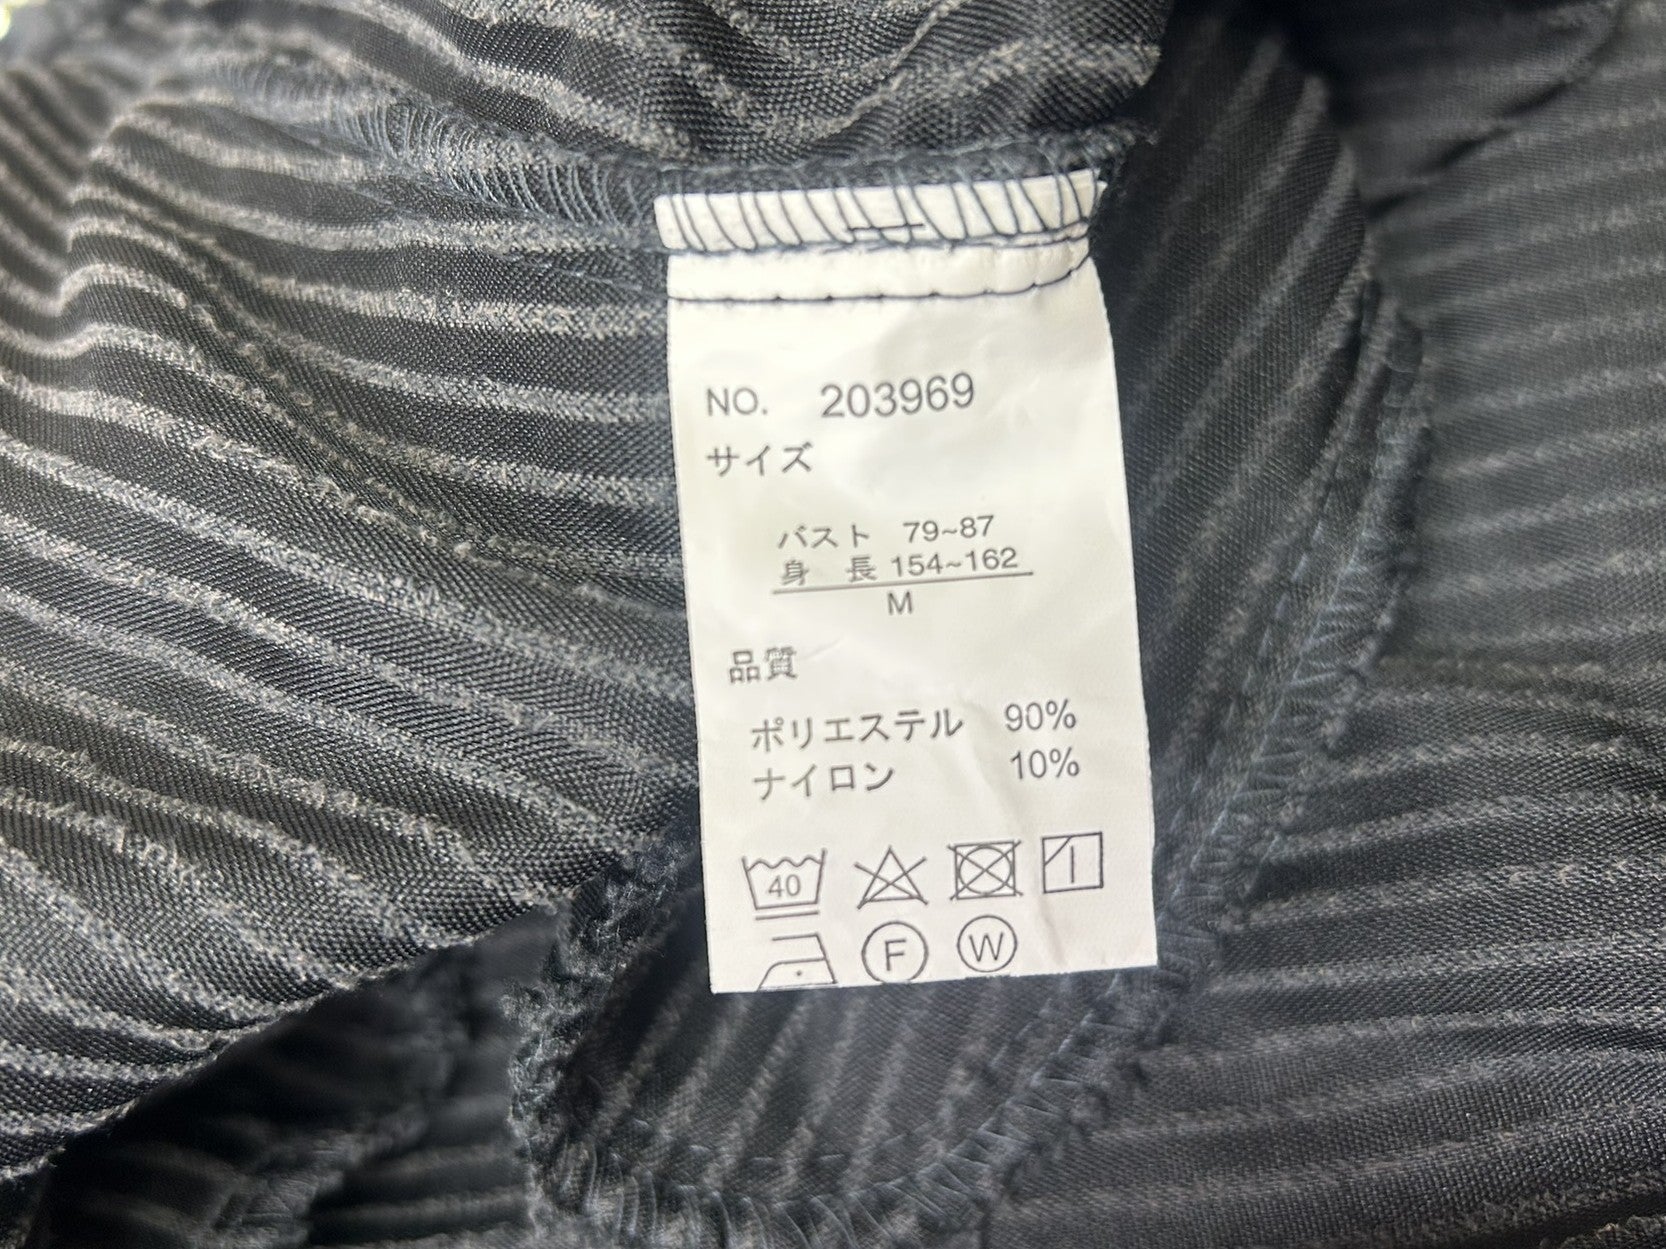 NO. 203969
サイズ
バスト 79~87
身 長 154~162
M
品質
ポリエステル 90%
ナイロン 10%
40
F W